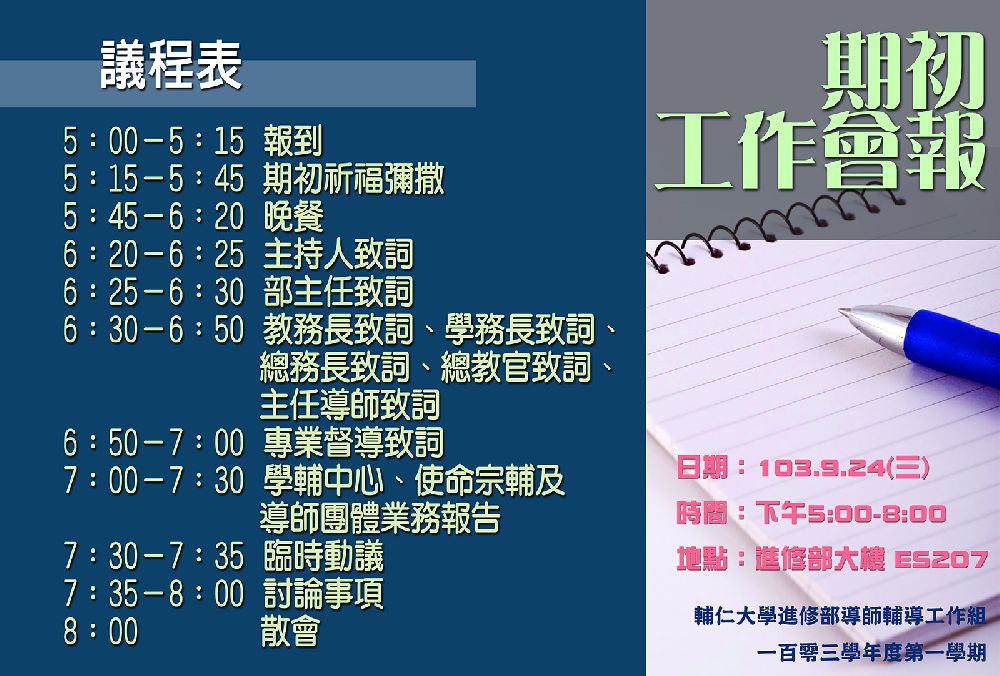 議程表
5：00－5：15 報到
5：15－5：45 期初祈福彌撒
5：45－6：20 晚餐
6：20－6：25 主持人致詞
6：25－6：30 部主任致詞
6：30－6：50 教務長致詞、學務長致詞、
總務長致詞、總教官致詞、
主任導師致詞
6：50－7：00 專業督導致詞
7：00－7：30 學輔中心、使命宗輔及
導師團體業務報告
7：30－7：35 臨時動議
7：35－8：00 討論事項
8：00 散會
期初
工作會報
日期：103.9.24(三)
時間：下午5:00-8:00
地點：進修部大樓 ES207
輔仁大學進修部導師輔導工作組
一百零三學年度第一學期